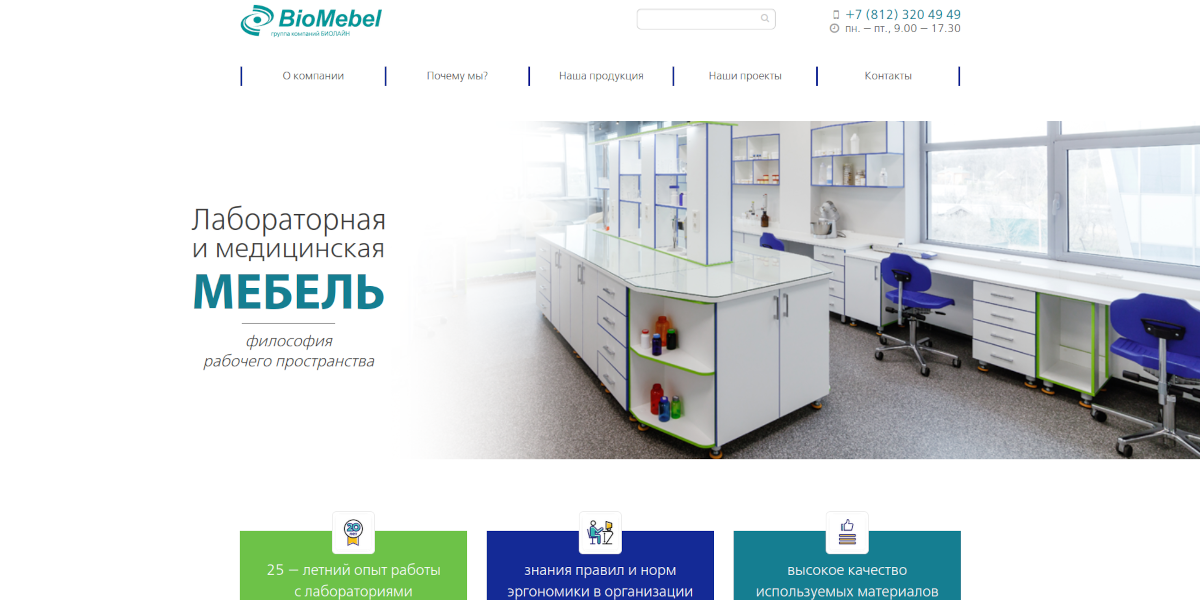 BioMebel
группа компаний БИОЛАЙН
+7 (812) 320 49 49
пн. – пт., 9.00 – 17.30
О компании
Почему мы?
Наша продукция
Наши проекты
Контакты
Лабораторная
и медицинская
МЕБЕЛЬ
философия
рабочего пространства
20
25 – летний опыт работы
с лабораториями
знания правил и норм
эргономики в организации
высокое качество
используемых материалов